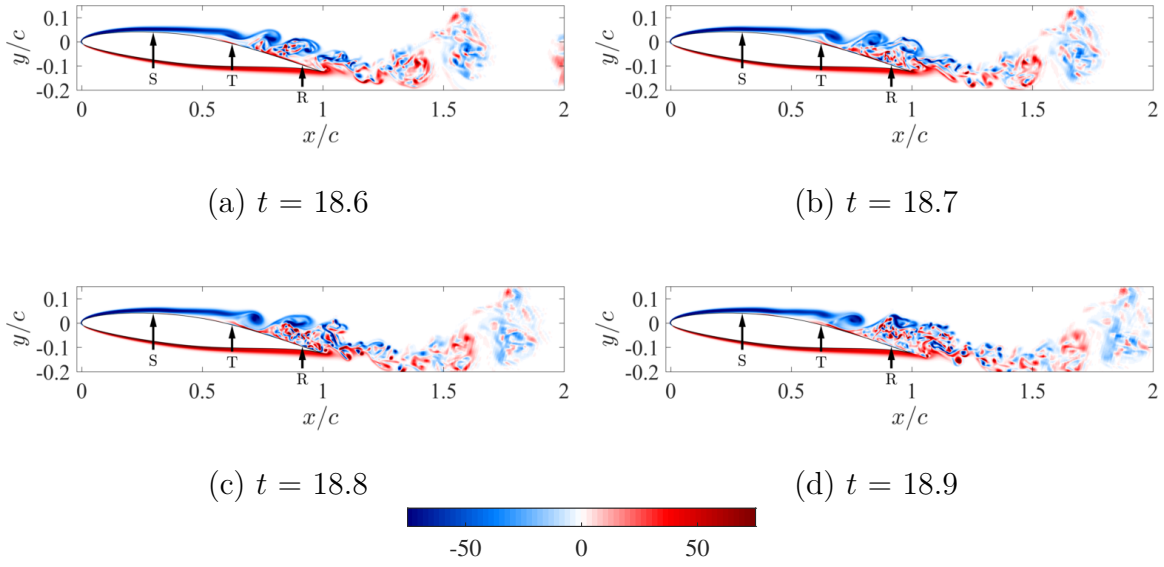 0.1
0
-0.1
-0.2
y/c
S
T
R
0
0.5
1
1.5
2
x/c
(a) t = 18.6
0.1
0
-0.1
-0.2
y/c
S
T
R
0
0.5
1
1.5
2
x/c
(b) t = 18.7
0.1
0
-0.1
-0.2
y/c
S
T
R
0
0.5
1
1.5
2
x/c
(c) t = 18.8
0.1
0
-0.1
-0.2
y/c
S
T
R
0
0.5
1
1.5
2
x/c
(d) t = 18.9
-50
0
50